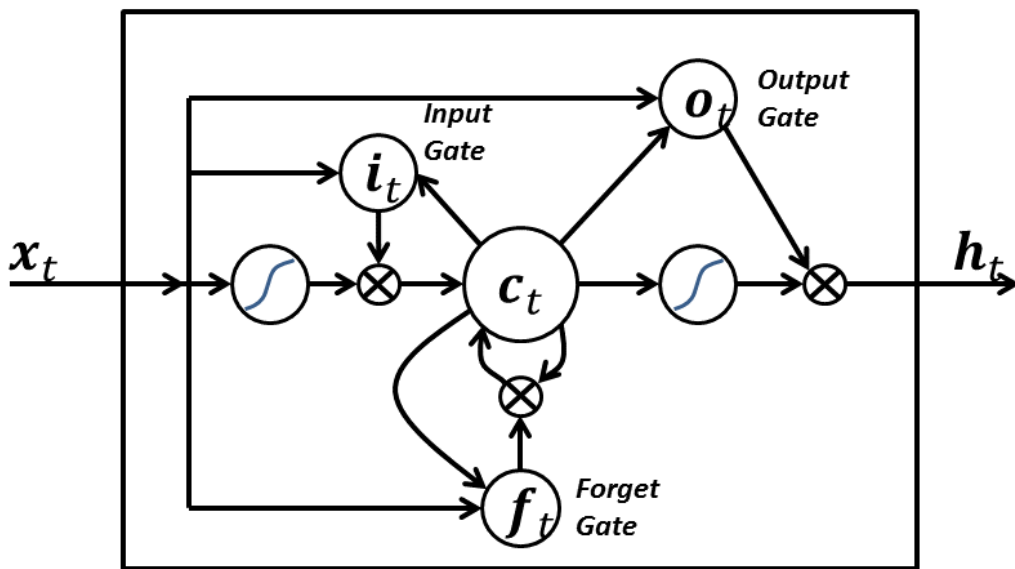 Output
Gate
o_t
Input
Gate
i_t
x_t
c_t
h_t
f_t
Forget
Gate